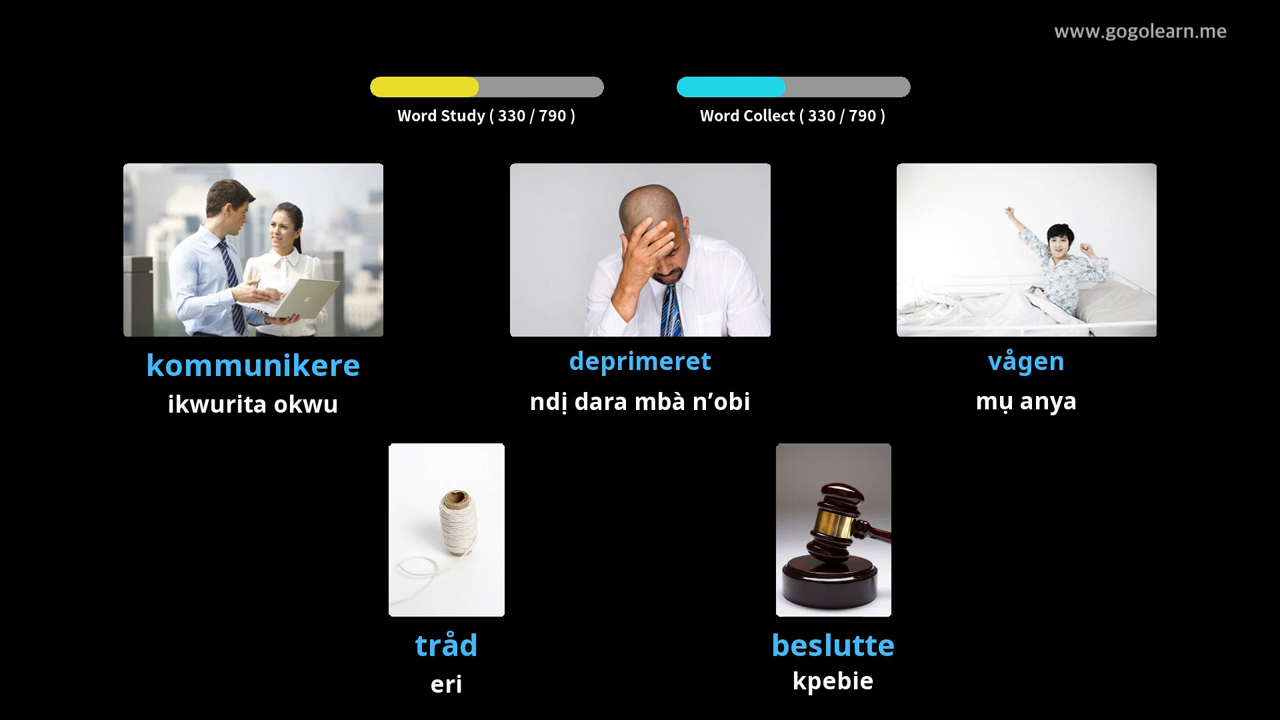 www.gogolearn.me
Word Study ( 330 / 790 )
Word Collect ( 330 / 790 )
kommunikere
ikwurita okwu
deprimeret
ndị dara mbà n’obi
vågen
mụ anya
tråd
eri
beslutte
kpebie